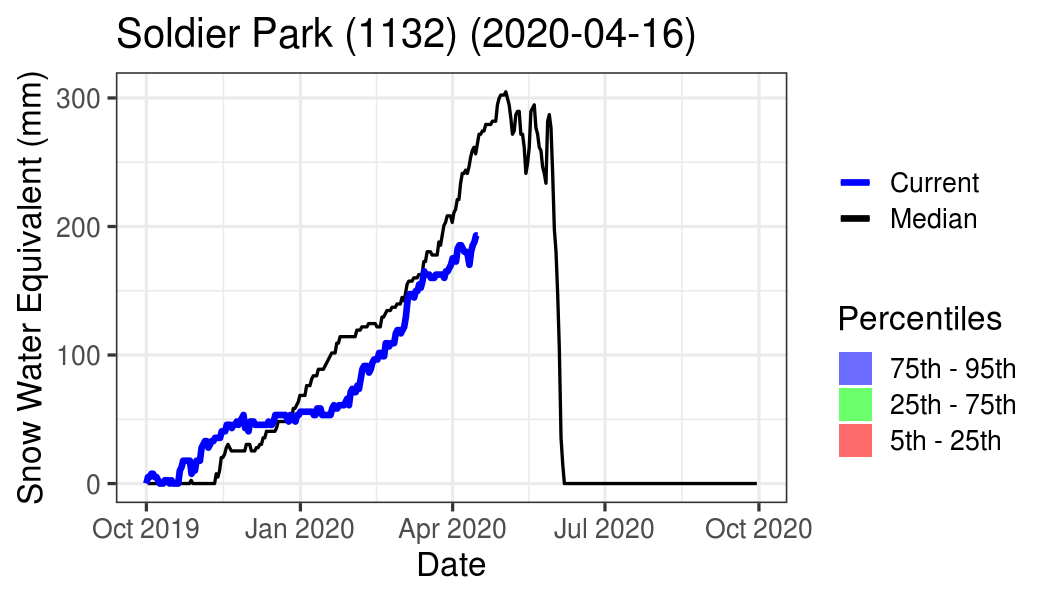 Soldier Park (1132) (2020-04-16)
Snow Water Equivalent (mm)
300
200
100
0
Oct 2019 Jan 2020 Apr 2020 Jul 2020 Oct 2020
Date
Current
Median
Percentiles
75th - 95th
25th - 75th
5th - 25th